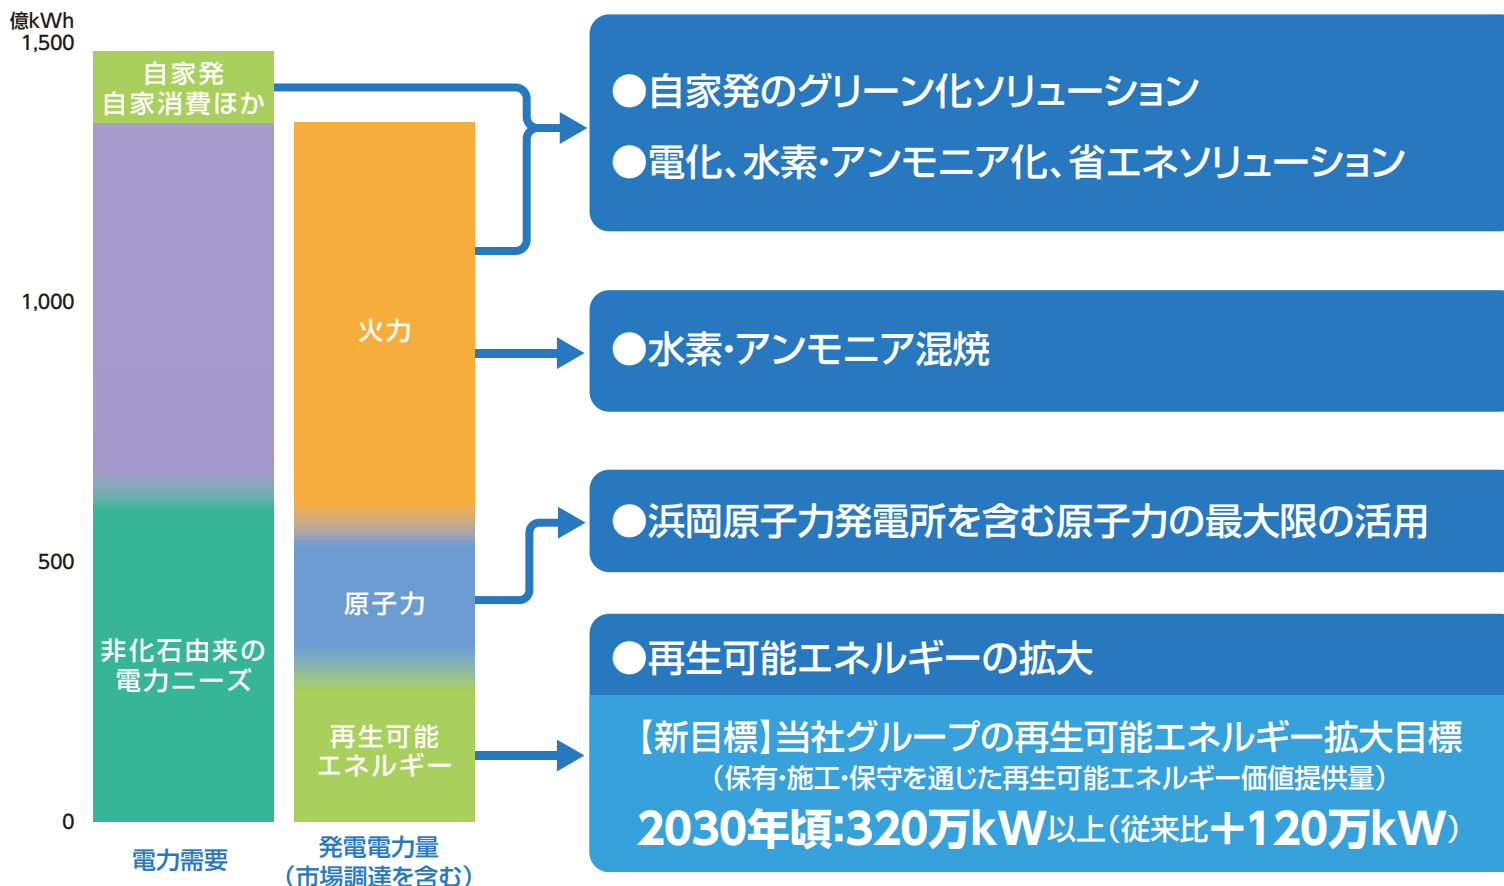 億kWh
1,500
1,000
500
0
自家発
自家消費ほか
非化石由来の
電力ニーズ
電力需要
火力
原子力
再生可能
エネルギー
発電電力量
（市場調達を含む）
●自家発のグリーン化ソリューション
●電化、水素・アンモニア化、省エネソリューション
●水素・アンモニア混焼
●浜岡原子力発電所を含む原子力の最大限の活用
●再生可能エネルギーの拡大
【新目標】当社グループの再生可能エネルギー拡大目標
（保有・施工・保守を通じた再生可能エネルギー価値提供量）
2030年頃：320万kW以上（従来比＋120万kW）